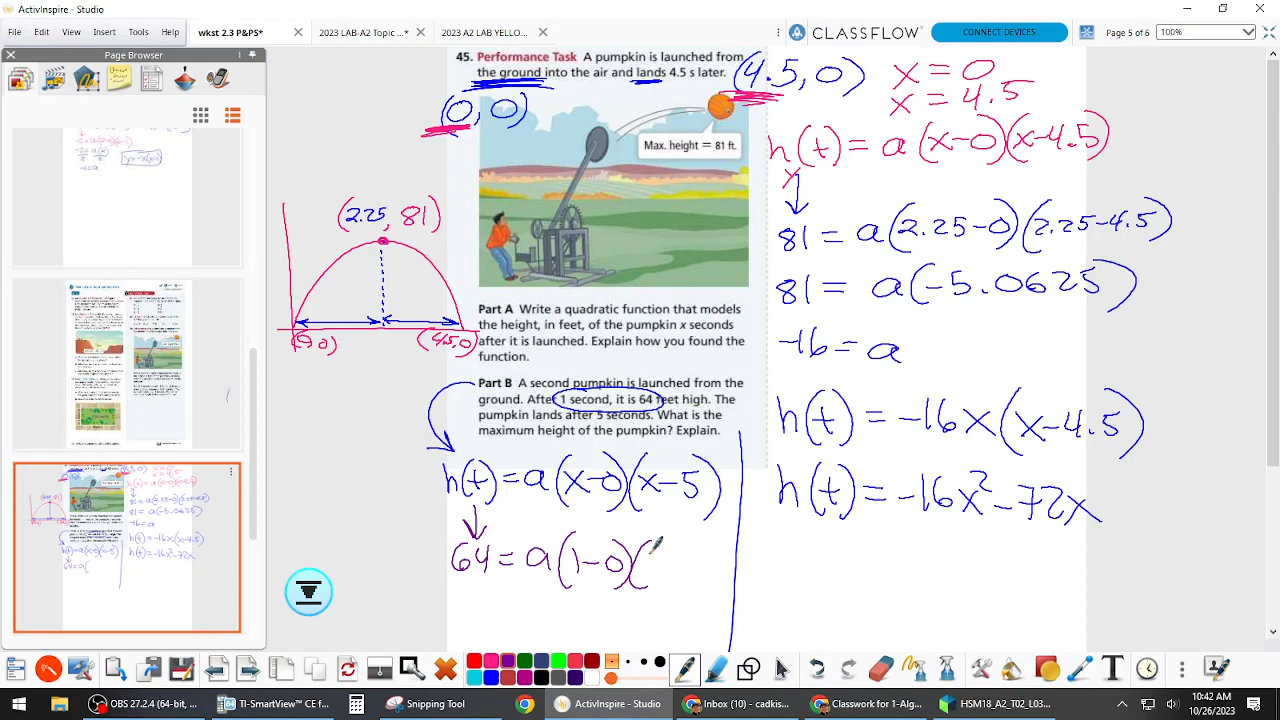 ActivInspire
wkst 2.3 P&PS*
2023 LAB-A2 Topic ...*
2023 A2 LAB YELLO...
CLASSFLOW
CONNECT DEVICES
Page 5 of 6
100%
File Edit View Insert Tools Help
Page Browser
45. Performance Task A pumpkin is launched from
the ground into the air and lands 4.5 s later.
(0, 0)
(4.5, 0)
x = 0
x = 4.5
Max. height = 81 ft.
h(t) = a(x-0)(x-4.5)
y
81 = a(2.25-0)(2.25-4.5)
81 = a(-5.0625)
-16 = a
h(t) = -16x(x-4.5)
h(t) = -16x² - 72x
(2.25, 81)
(0,0)
(4.5,0)
Part A Write a quadratic function that models
the height, in feet, of the pumpkin x seconds
after it is launched. Explain how you found the
function.
Part B A second pumpkin is launched from the
ground. After 1 second, it is 64 feet high. The
pumpkin lands after 5 seconds. What is the
maximum height of the pumpkin? Explain.
h(t) = a(x-0)(x-5)
64 = a(1-0)(
OBS 27.2.4 (64-bit, ...
TI-SmartView™ CE f...
Snipping Tool
ActivInspire - Studio
Inbox (10) - cadkis...
Classwork for 1-Alg...
HSM18_A2_T02_L03...
10:42 AM
10/26/2023